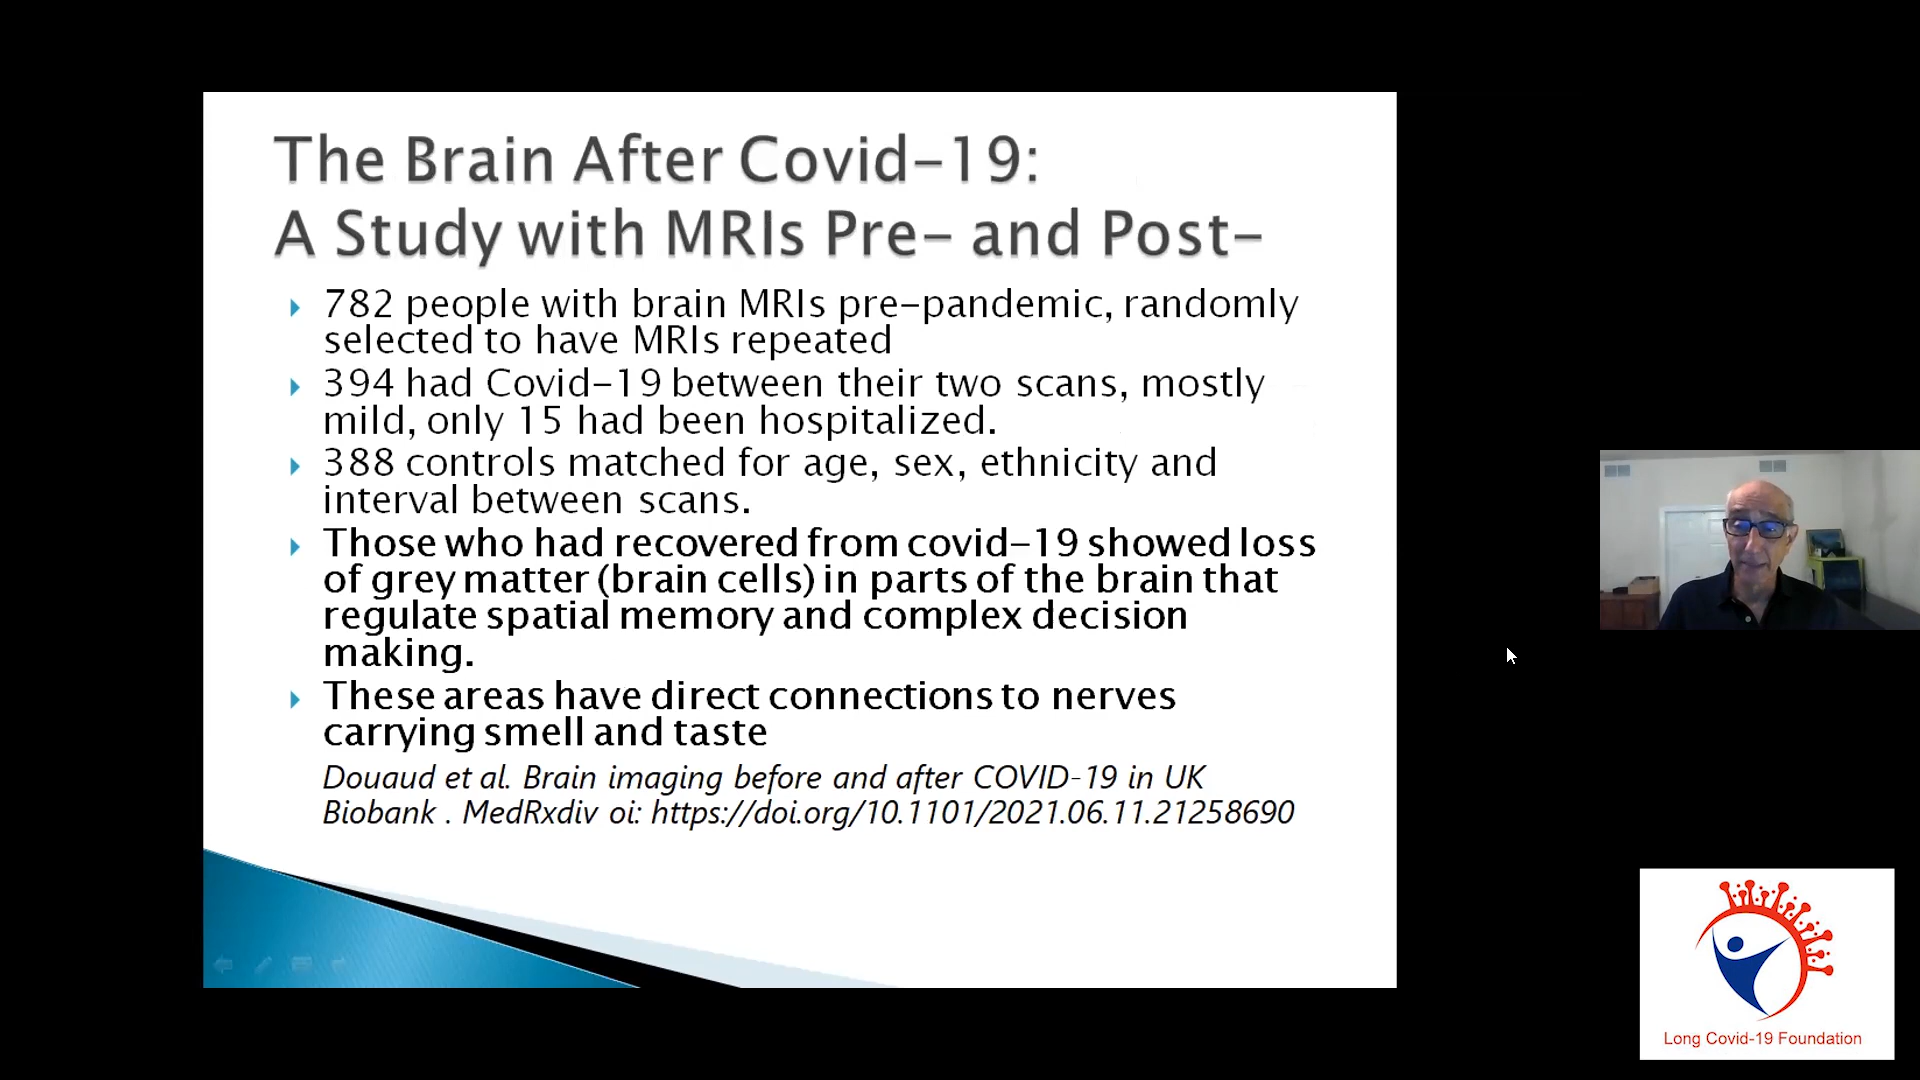 The Brain After Covid-19:
A Study with MRIs Pre- and Post-
782 people with brain MRIs pre-pandemic, randomly
selected to have MRIs repeated
394 had Covid-19 between their two scans, mostly
mild, only 15 had been hospitalized.
388 controls matched for age, sex, ethnicity and
interval between scans.
Those who had recovered from covid-19 showed loss
of grey matter (brain cells) in parts of the brain that
regulate spatial memory and complex decision
making.
These areas have direct connections to nerves
carrying smell and taste
Douaud et al. Brain imaging before and after COVID-19 in UK
Biobank . MedRxdiv oi: https://doi.org/10.1101/2021.06.11.21258690
Long Covid-19 Foundation